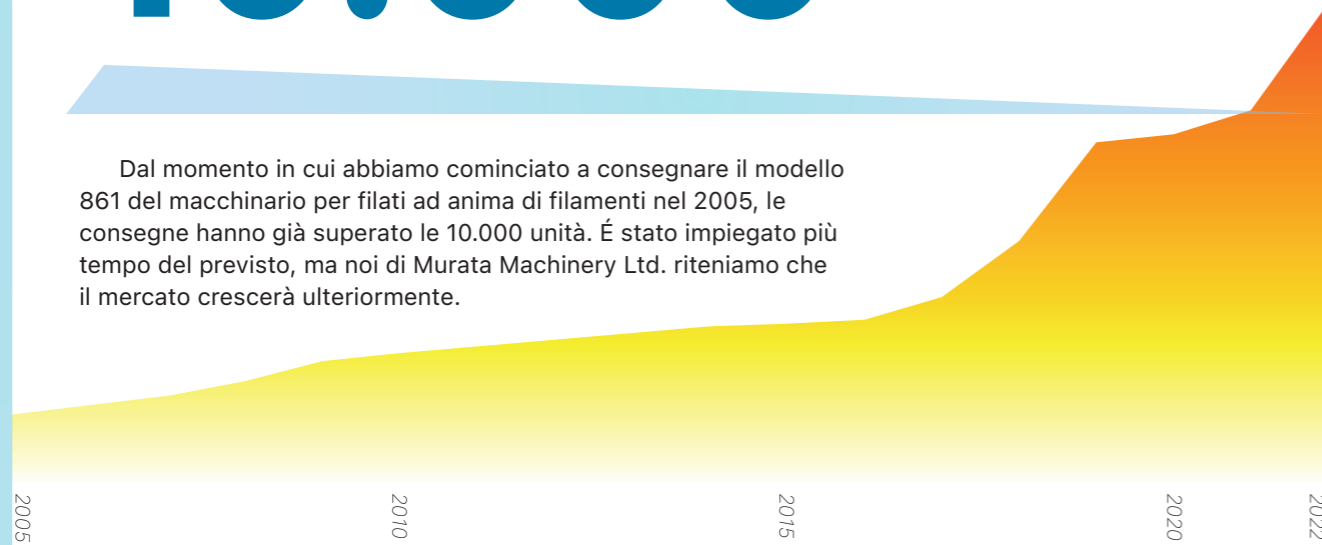 Dal momento in cui abbiamo cominciato a consegnare il modello
861 del macchinario per filati ad anima di filamenti nel 2005, le
consegne hanno già superato le 10.000 unità. É stato impiegato più
tempo del previsto, ma noi di Murata Machinery Ltd. riteniamo che
il mercato crescerà ulteriormente.
2005
2010
2015
2020
2022